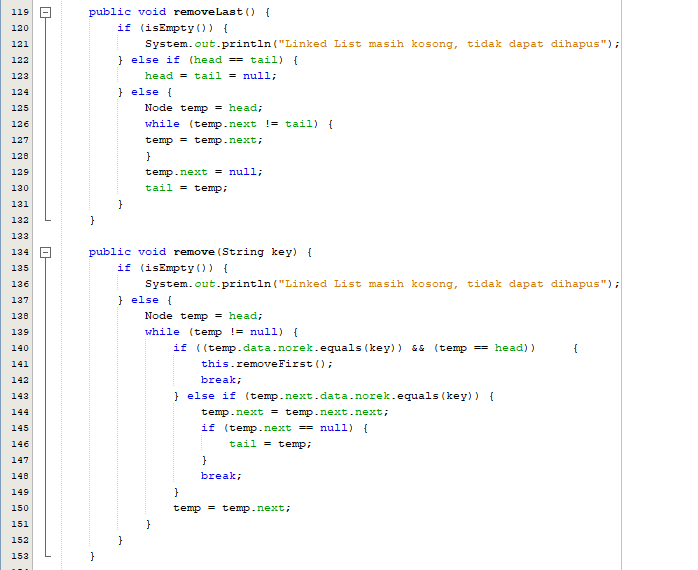 119 public void removeLast() {
120 if (isEmpty()) {
121 System.out.println("Linked List masih kosong, tidak dapat dihapus");
122 } else if (head == tail) {
123 head = tail = null;
124 } else {
125 Node temp = head;
126 while (temp.next != tail) {
127 temp = temp.next;
128 }
129 temp.next = null;
130 tail = temp;
131 }
132 }
133
134 public void remove(String key) {
135 if (isEmpty()) {
136 System.out.println("Linked List masih kosong, tidak dapat dihapus");
137 } else {
138 Node temp = head;
139 while (temp != null) {
140 if ((temp.data.norek.equals(key)) && (temp == head)) {
141 this.removeFirst();
142 break;
143 } else if (temp.next.data.norek.equals(key)) {
144 temp.next = temp.next.next;
145 if (temp.next == null) {
146 tail = temp;
147 }
148 break;
149 }
150 temp = temp.next;
151 }
152 }
153 }